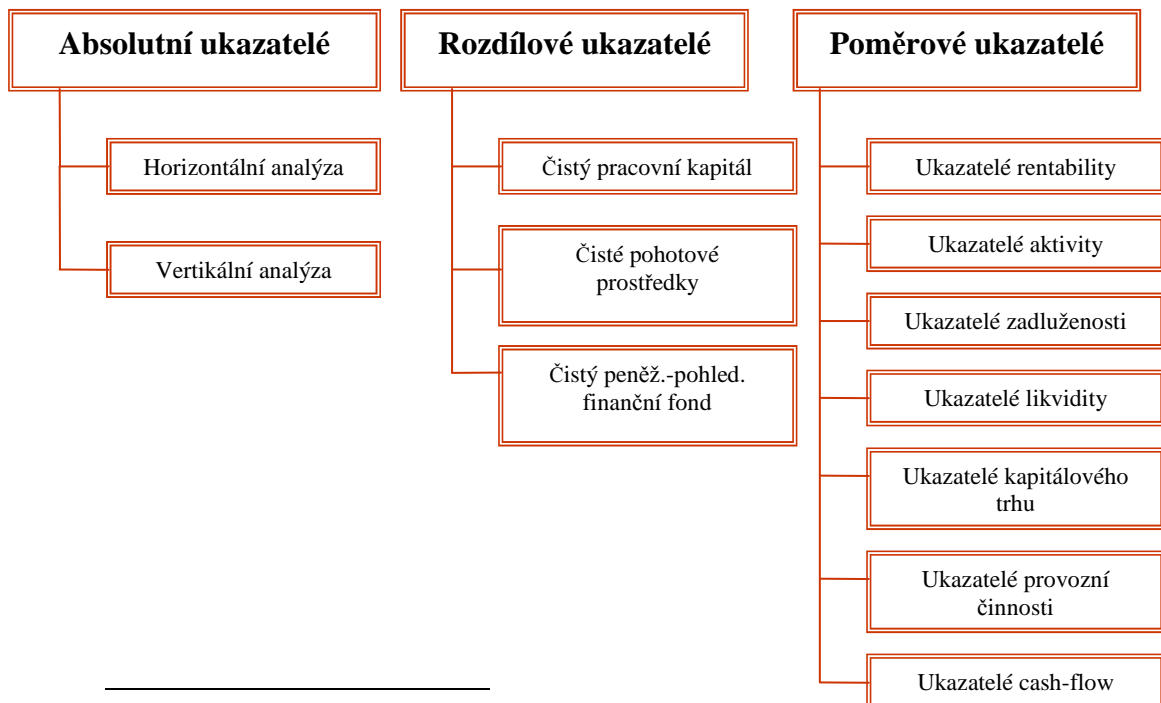 Absolutní ukazatelé
Horizontální analýza
Vertikální analýza
Rozdílové ukazatelé
Čistý pracovní kapitál
Čisté pohotové
prostředky
Čistý peněž.-pohled.
finanční fond
Poměrové ukazatelé
Ukazatelé rentability
Ukazatelé aktivity
Ukazatelé zadluženosti
Ukazatelé likvidity
Ukazatelé kapitálového
trhu
Ukazatelé provozní
činnosti
Ukazatelé cash-flow